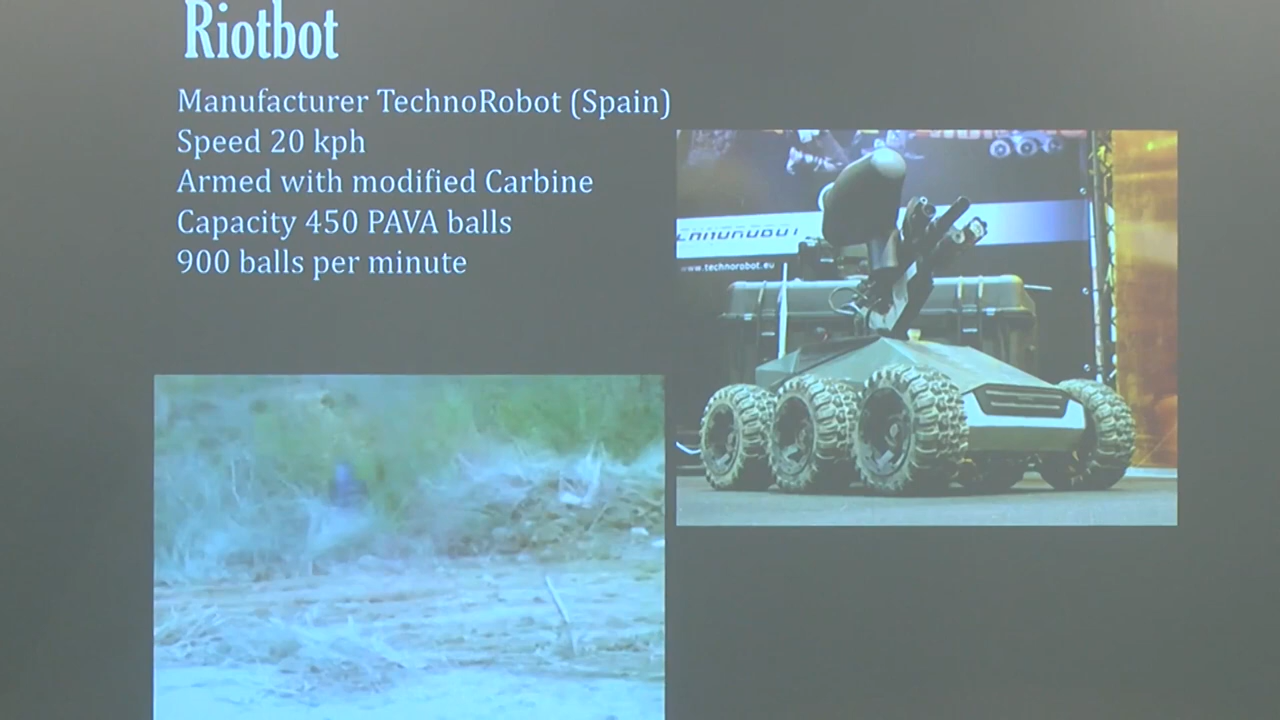 Riotbot
Manufacturer TechnoRobot (Spain)
Speed 20 kph
Armed with modified Carbine
Capacity 450 PAVA balls
900 balls per minute
www.technorobot.eu